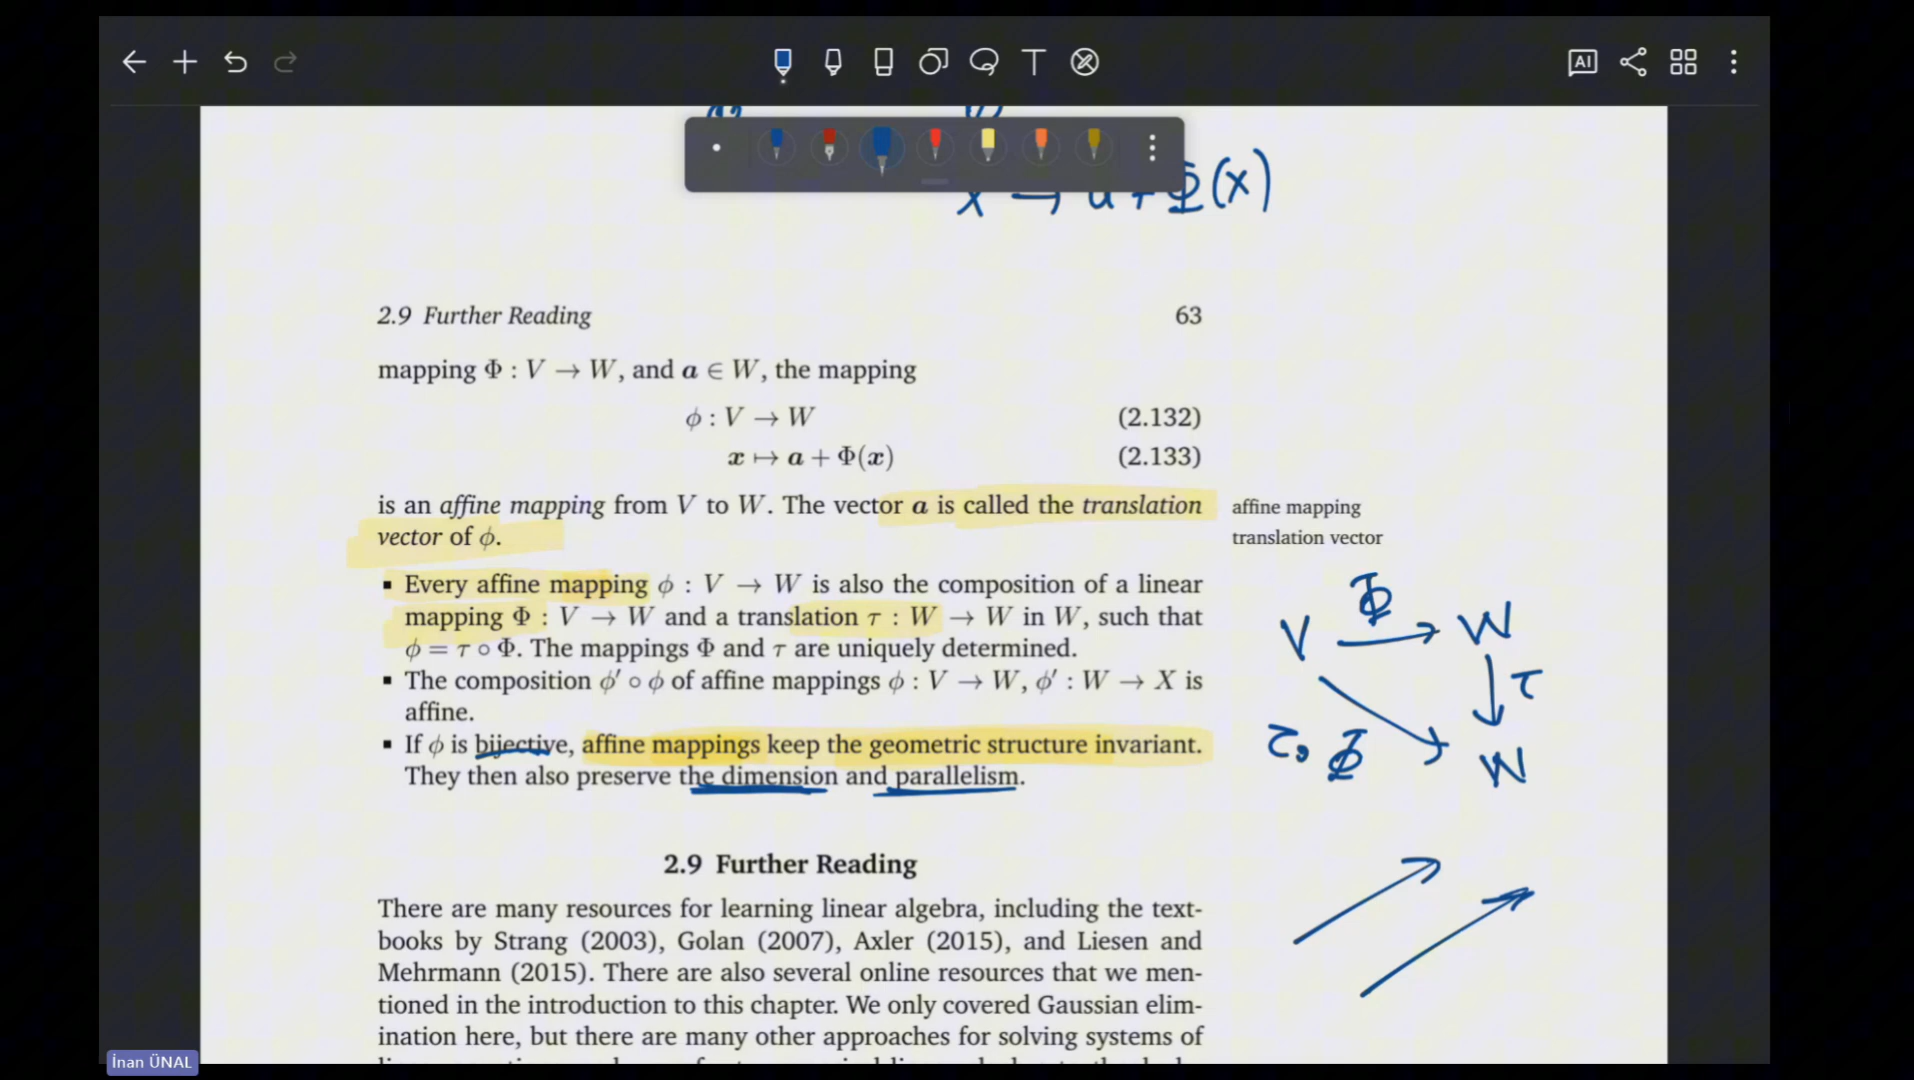 AI
x → a + Φ(x)
2.9 Further Reading 63
mapping Φ : V → W, and a ∈ W, the mapping
ϕ : V → W (2.132)
x ↦ a + Φ(x) (2.133)
is an affine mapping from V to W. The vector a is called the translation
vector of ϕ.
affine mapping
translation vector
▪ Every affine mapping ϕ : V → W is also the composition of a linear
mapping Φ : V → W and a translation τ : W → W in W, such that
ϕ = τ ∘ Φ. The mappings Φ and τ are uniquely determined.
▪ The composition ϕ′ ∘ ϕ of affine mappings ϕ : V → W, ϕ′ : W → X is
affine.
▪ If ϕ is bijective, affine mappings keep the geometric structure invariant.
They then also preserve the dimension and parallelism.
Φ
V → W
τ
τ∘Φ
W
2.9 Further Reading
There are many resources for learning linear algebra, including the text-
books by Strang (2003), Golan (2007), Axler (2015), and Liesen and
Mehrmann (2015). There are also several online resources that we men-
tioned in the introduction to this chapter. We only covered Gaussian elim-
ination here, but there are many other approaches for solving systems of
İnan ÜNAL